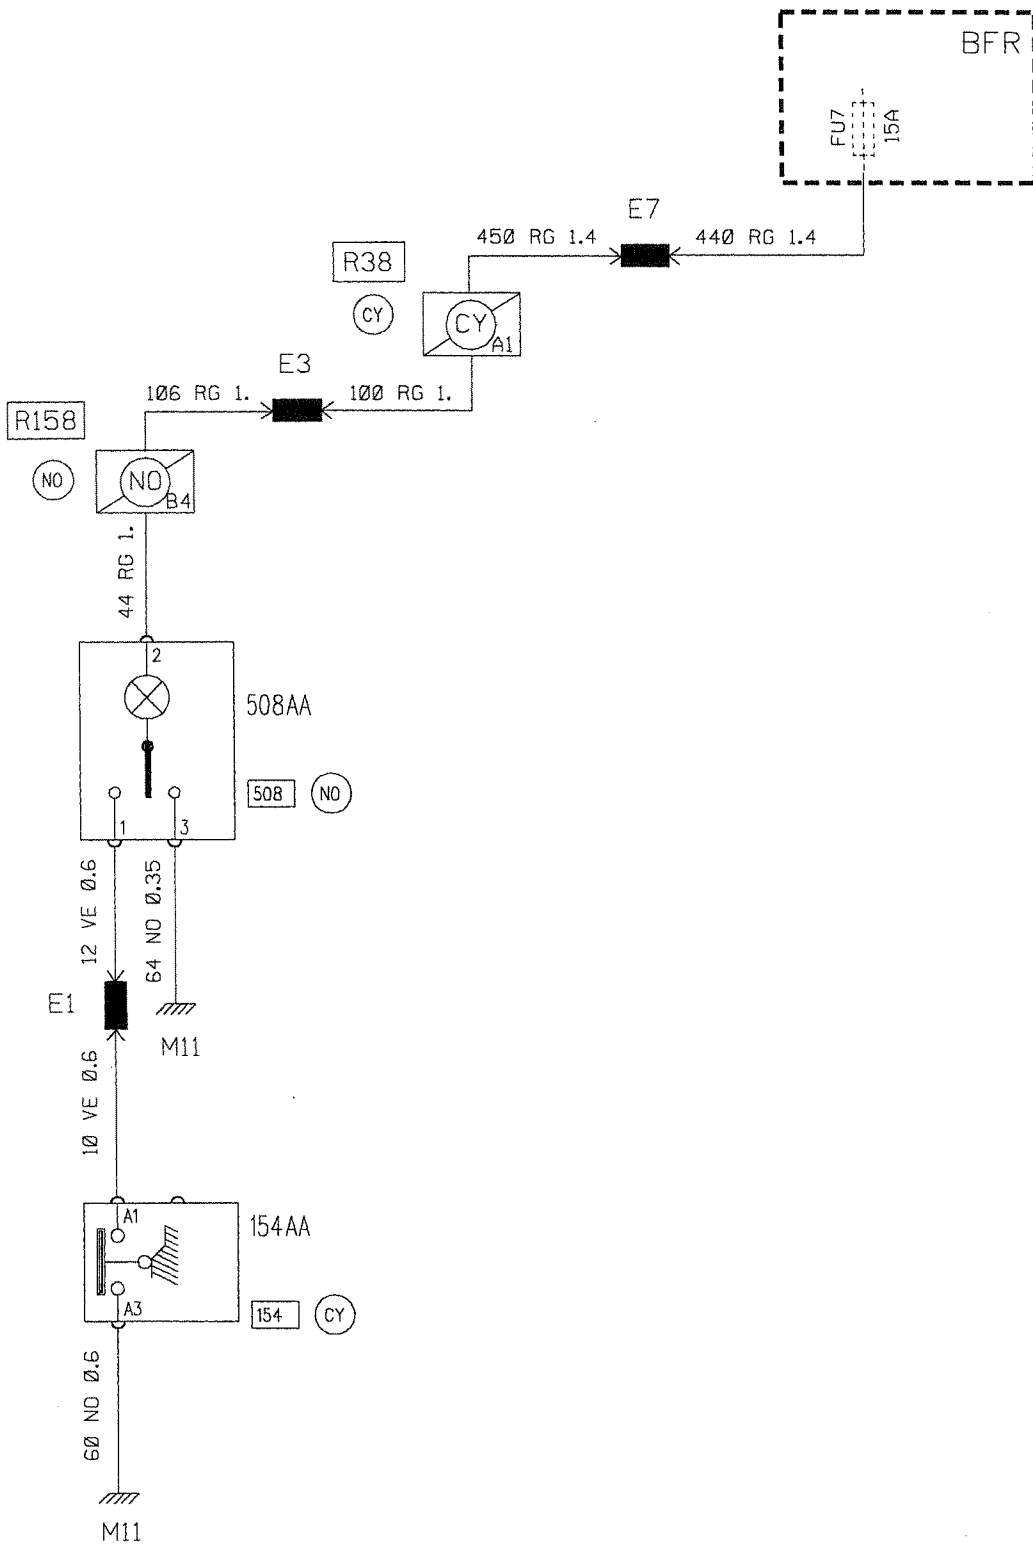 BFR
FU7
15A
E7
450 RG 1.4
440 RG 1.4
R38
CY
CY
A1
E3
106 RG 1.
100 RG 1.
R158
NO
NO
B4
44 RG 1.
2
508AA
508
NO
1
3
12 VE 0.6
64 NO 0.35
E1
M11
10 VE 0.6
A1
154AA
A3
154
CY
60 NO 0.6
M11